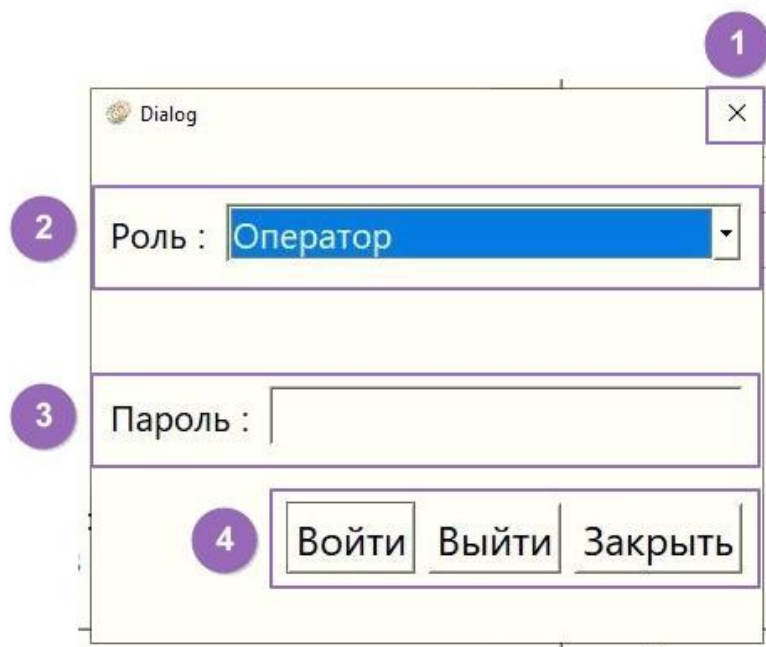 1
Dialog
2
Роль : Оператор
3
Пароль :
4
Войти Выйти Закрыть